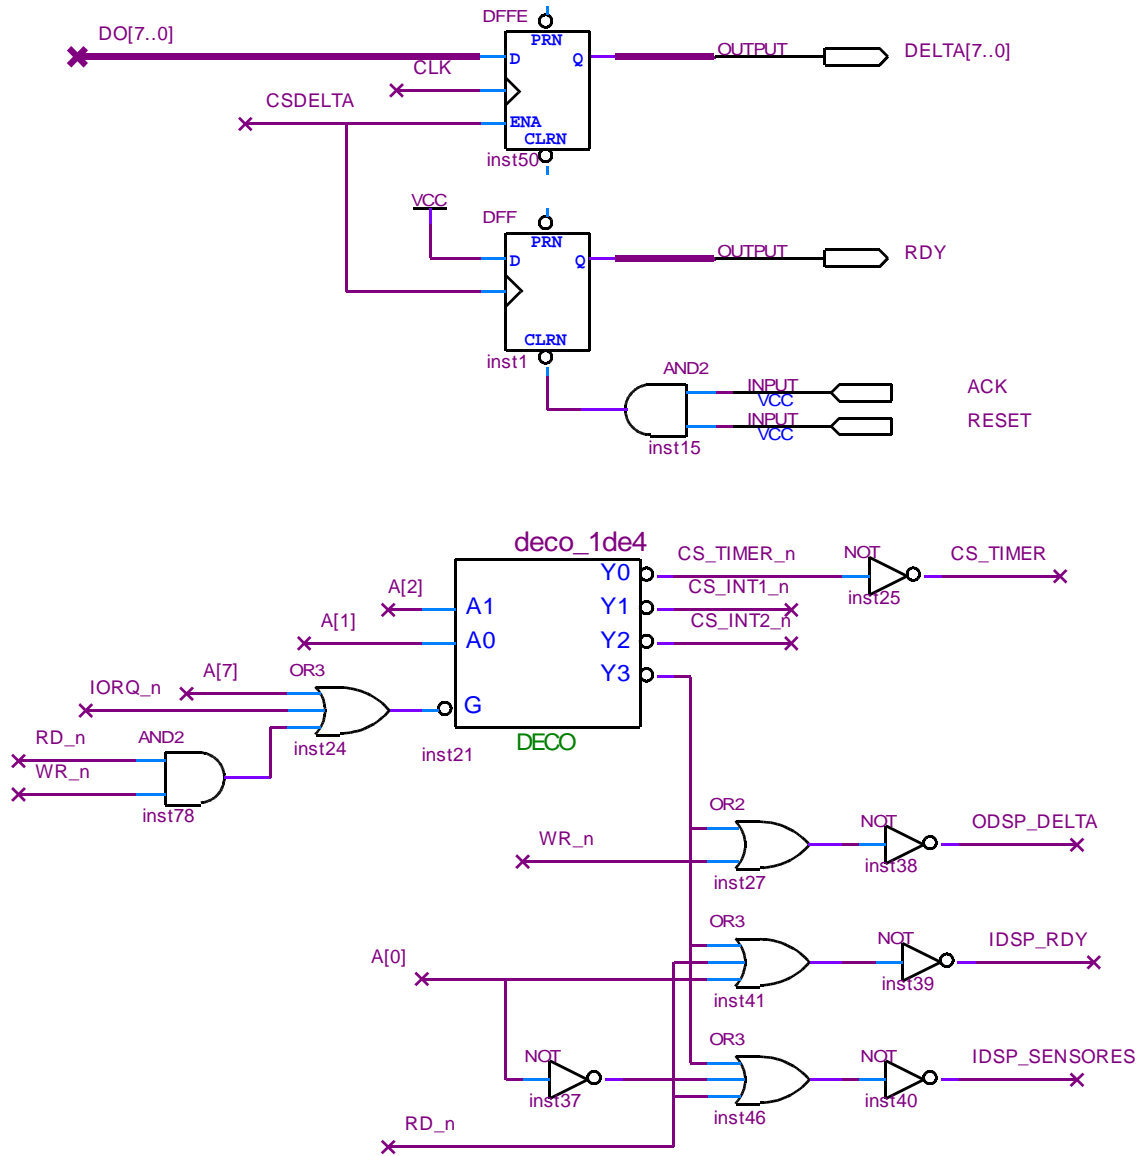 DFFE
DO[7..0]
PRN
OUTPUT
DELTA[7..0]
D
Q
CLK
CSDELTA
ENA
CLRN
inst50
VCC
DFF
PRN
OUTPUT
RDY
D
Q
CLRN
inst1
AND2
INPUT
VCC
ACK
INPUT
VCC
RESET
inst15
deco_1de4
CS_TIMER_n
NOT
CS_TIMER
Y0
A[2]
A1
Y1
CS_INT1_n
inst25
A[1]
A0
Y2
CS_INT2_n
A[7]
OR3
Y3
IORQ_n
G
RD_n
AND2
inst24
inst21
DECO
WR_n
inst78
OR2
NOT
ODSP_DELTA
WR_n
inst27
inst38
OR3
NOT
IDSP_RDY
A[0]
inst41
inst39
OR3
NOT
NOT
IDSP_SENSORES
inst37
inst46
inst40
RD_n